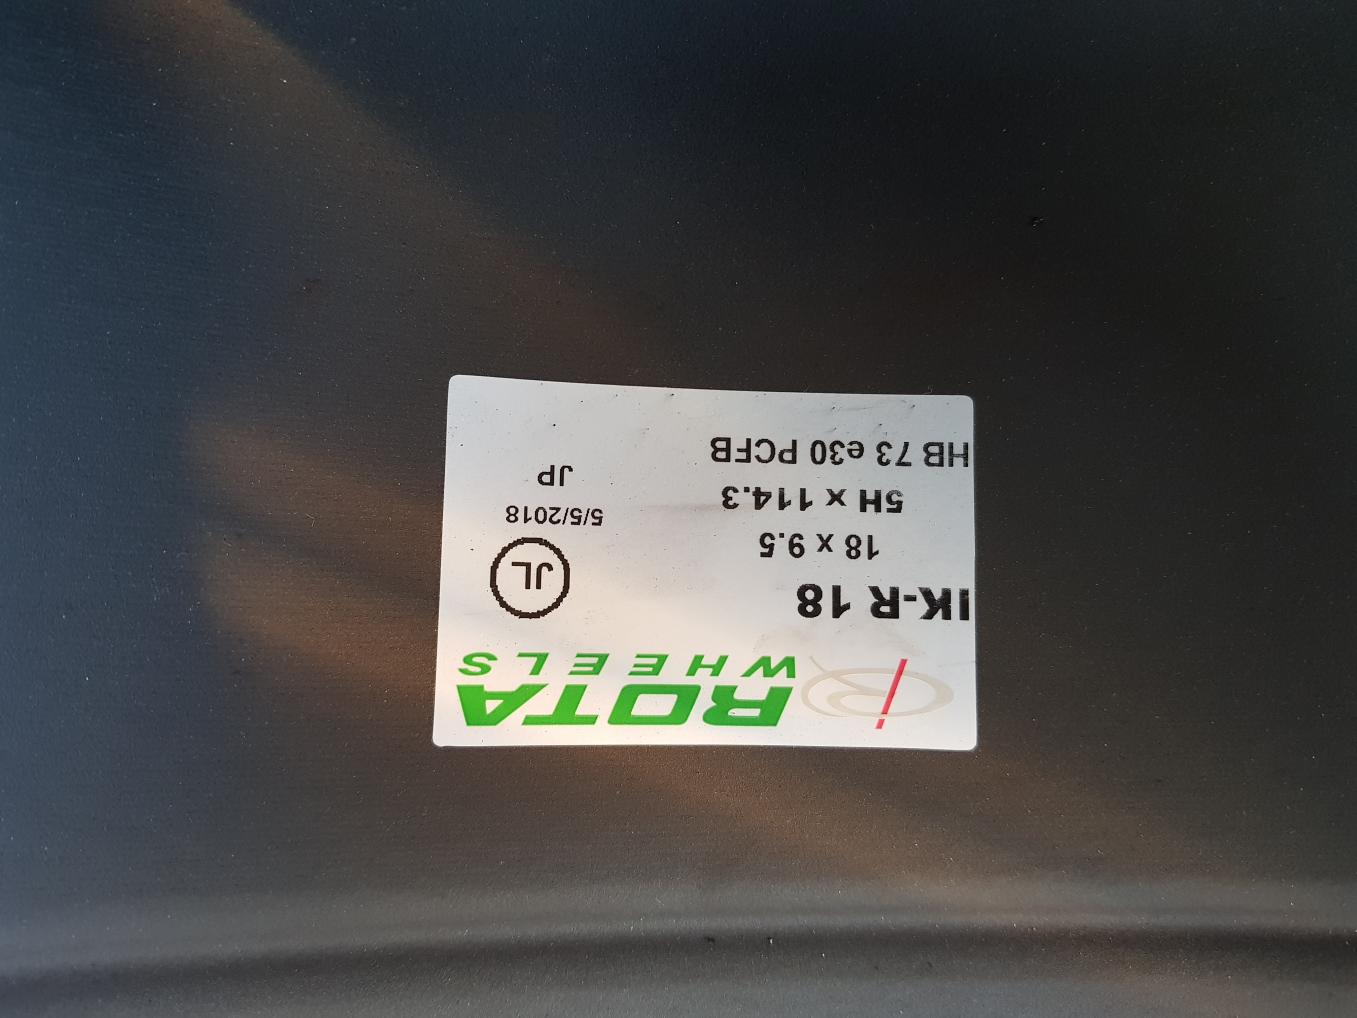 ROTA
WHEELS
IK-R 18
JL
18 x 9.5
5/5/2018
5H x 114.3
JP
HB 73 e30 PCFB